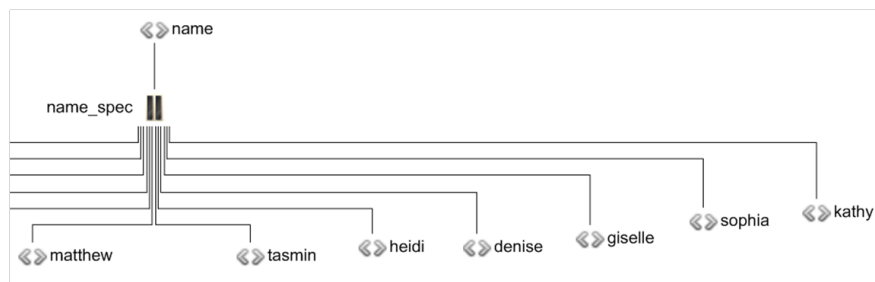 name
name_spec
matthew
tasmin
heidi
denise
giselle
sophia
kathy